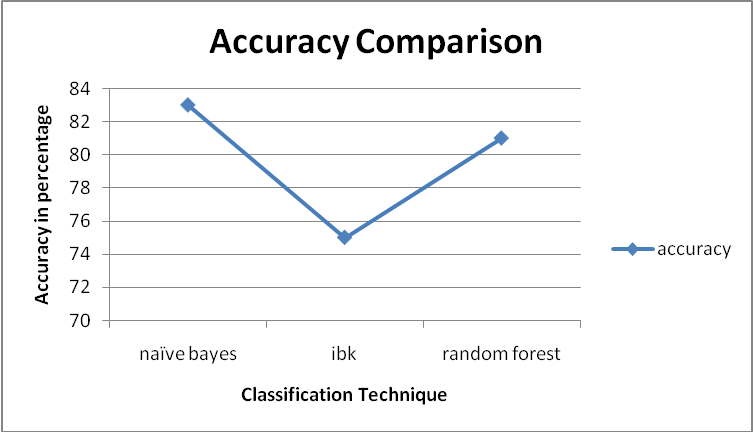 Accuracy Comparison
Accuracy in percentage
84
82
80
78
76
74
72
70
naïve bayes
ibk
random forest
Classification Technique
accuracy